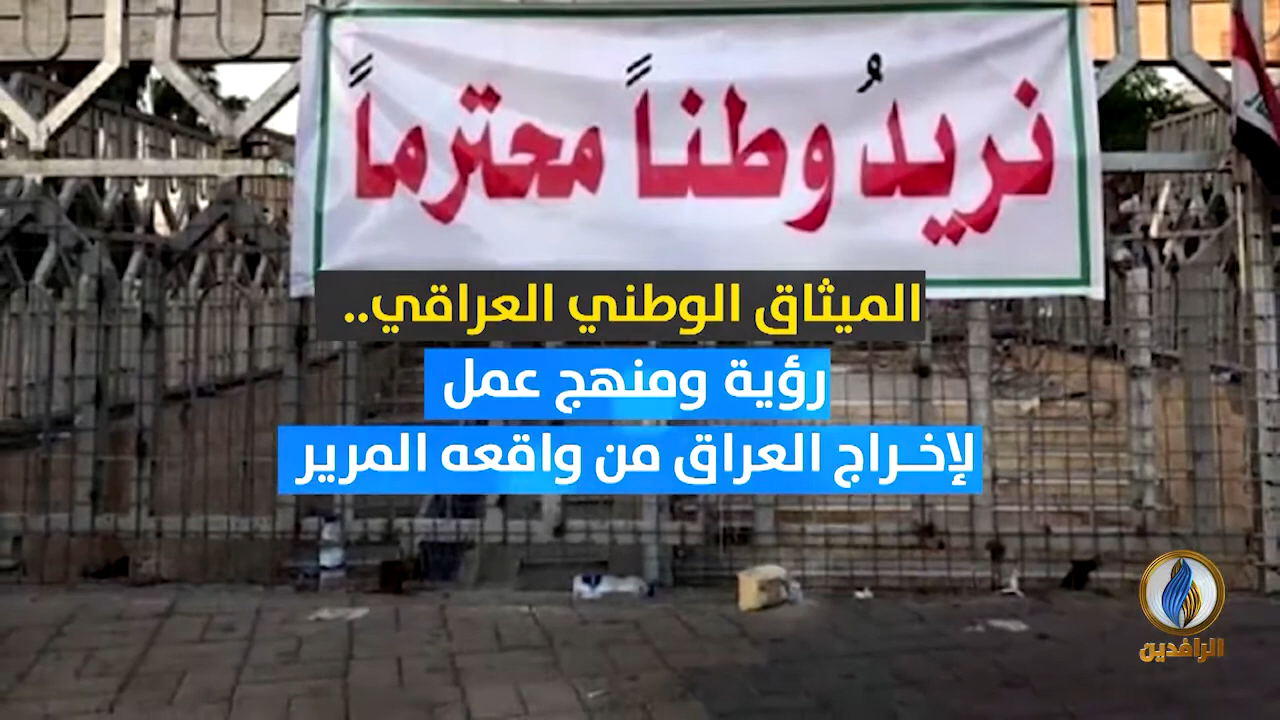 نريدُ وطناً محترماً
الميثاق الوطني العراقي..
رؤية ومنهج عمل
لإخـراج العراق من واقعه المرير
الرافدين